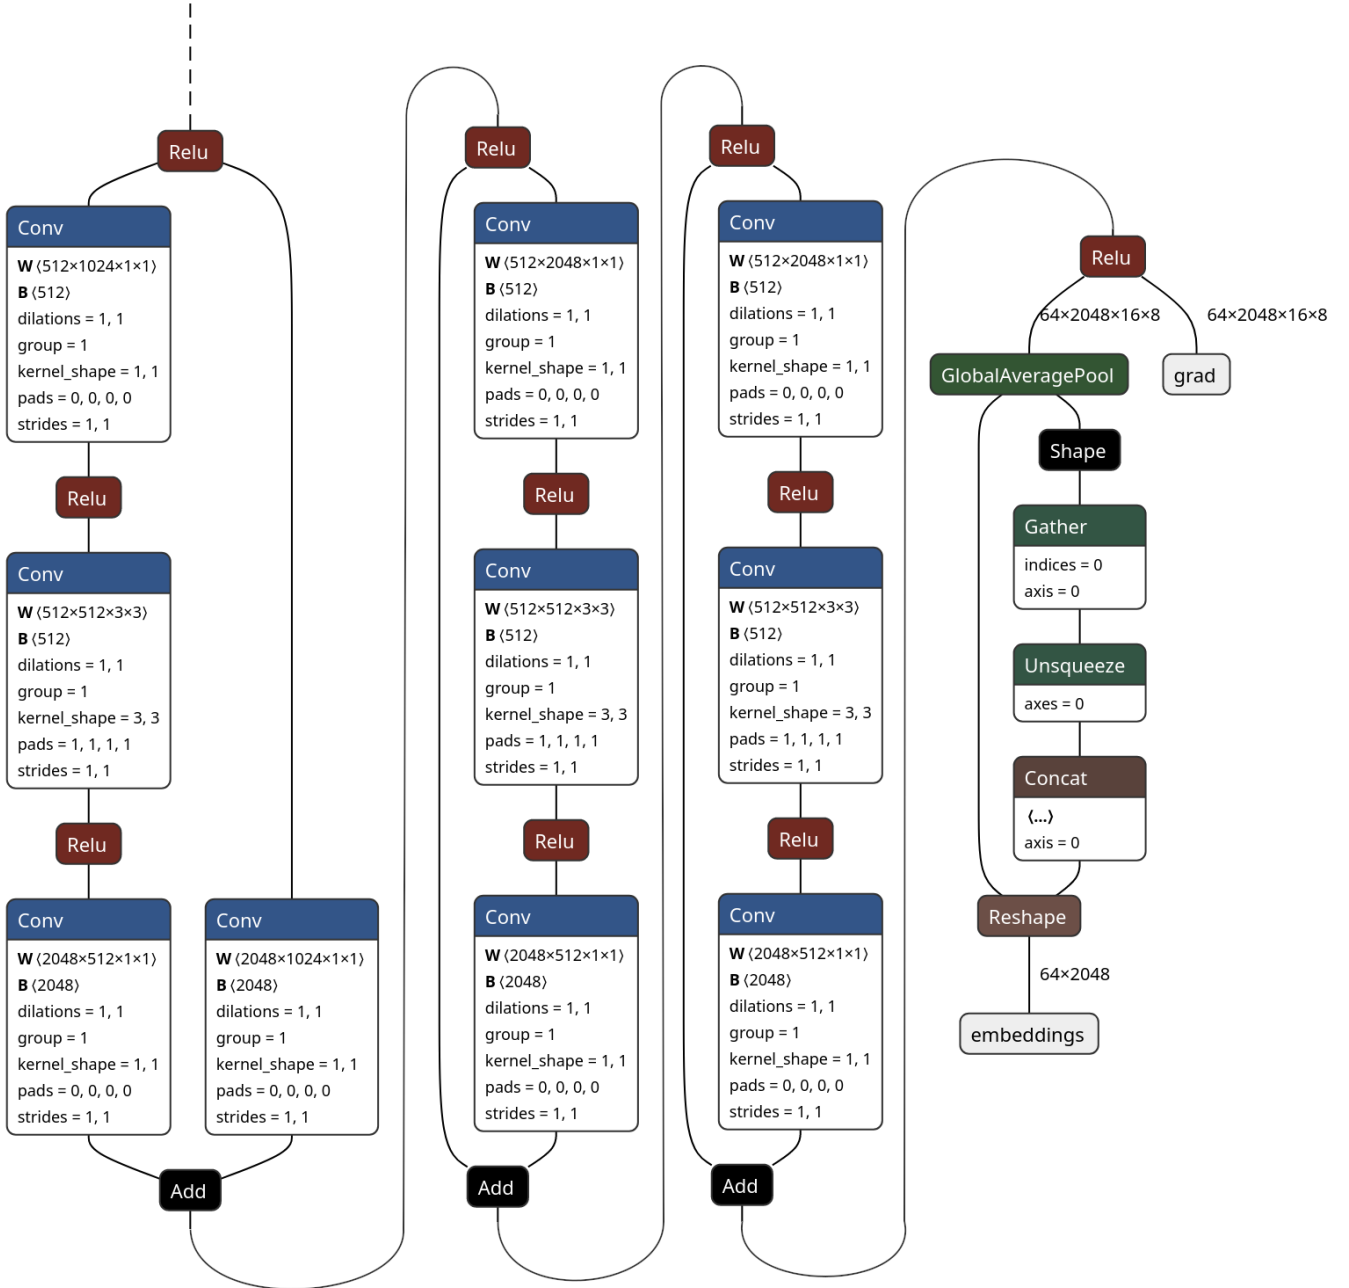 Relu
Conv
W ⟨512×1024×1×1⟩
B ⟨512⟩
dilations = 1, 1
group = 1
kernel_shape = 1, 1
pads = 0, 0, 0, 0
strides = 1, 1
Relu
Conv
W ⟨512×512×3×3⟩
B ⟨512⟩
dilations = 1, 1
group = 1
kernel_shape = 3, 3
pads = 1, 1, 1, 1
strides = 1, 1
Relu
Conv
W ⟨2048×512×1×1⟩
B ⟨2048⟩
dilations = 1, 1
group = 1
kernel_shape = 1, 1
pads = 0, 0, 0, 0
strides = 1, 1
Conv
W ⟨2048×1024×1×1⟩
B ⟨2048⟩
dilations = 1, 1
group = 1
kernel_shape = 1, 1
pads = 0, 0, 0, 0
strides = 1, 1
Add
Relu
Conv
W ⟨512×2048×1×1⟩
B ⟨512⟩
dilations = 1, 1
group = 1
kernel_shape = 1, 1
pads = 0, 0, 0, 0
strides = 1, 1
Relu
Conv
W ⟨512×512×3×3⟩
B ⟨512⟩
dilations = 1, 1
group = 1
kernel_shape = 3, 3
pads = 1, 1, 1, 1
strides = 1, 1
Relu
Conv
W ⟨2048×512×1×1⟩
B ⟨2048⟩
dilations = 1, 1
group = 1
kernel_shape = 1, 1
pads = 0, 0, 0, 0
strides = 1, 1
Add
Relu
Conv
W ⟨512×2048×1×1⟩
B ⟨512⟩
dilations = 1, 1
group = 1
kernel_shape = 1, 1
pads = 0, 0, 0, 0
strides = 1, 1
Relu
Conv
W ⟨512×512×3×3⟩
B ⟨512⟩
dilations = 1, 1
group = 1
kernel_shape = 3, 3
pads = 1, 1, 1, 1
strides = 1, 1
Relu
Conv
W ⟨2048×512×1×1⟩
B ⟨2048⟩
dilations = 1, 1
group = 1
kernel_shape = 1, 1
pads = 0, 0, 0, 0
strides = 1, 1
Add
Relu
64×2048×16×8
64×2048×16×8
GlobalAveragePool
grad
Shape
Gather
indices = 0
axis = 0
Unsqueeze
axes = 0
Concat
⟨...⟩
axis = 0
Reshape
64×2048
embeddings